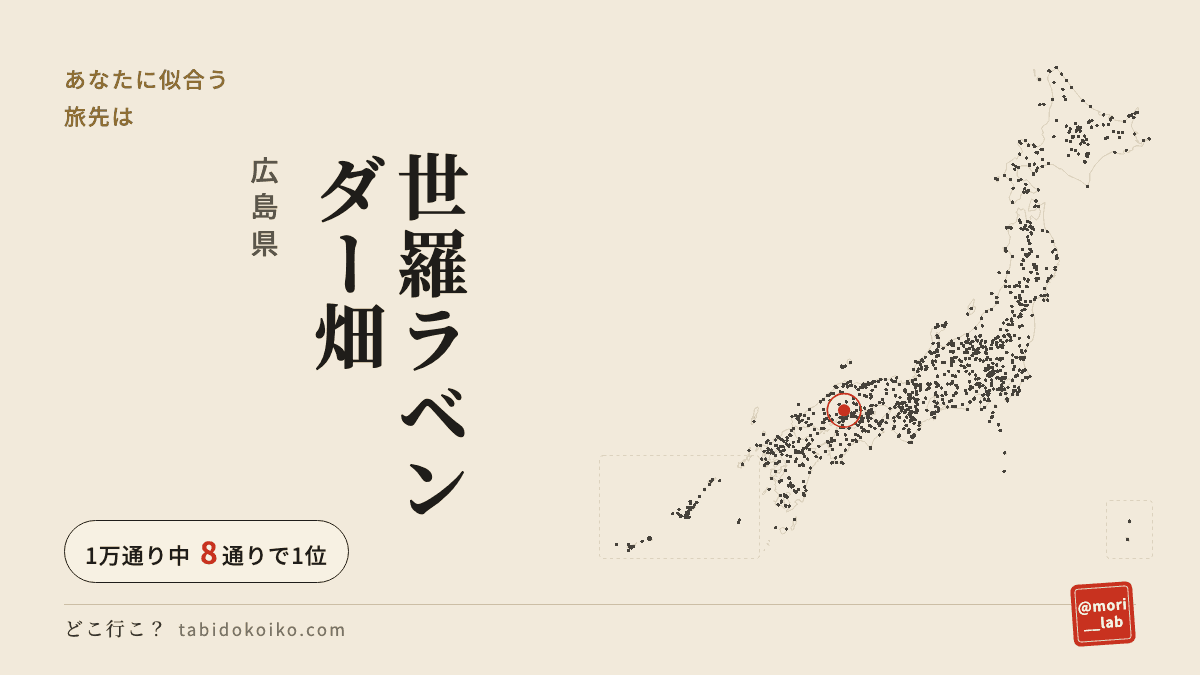 あなたに似合う
旅先は
世羅ラベン
ダー畑
広島県
1万通り中 8通りで1位
どこ行こ？ tabidokoiko.com
@mori
__lab